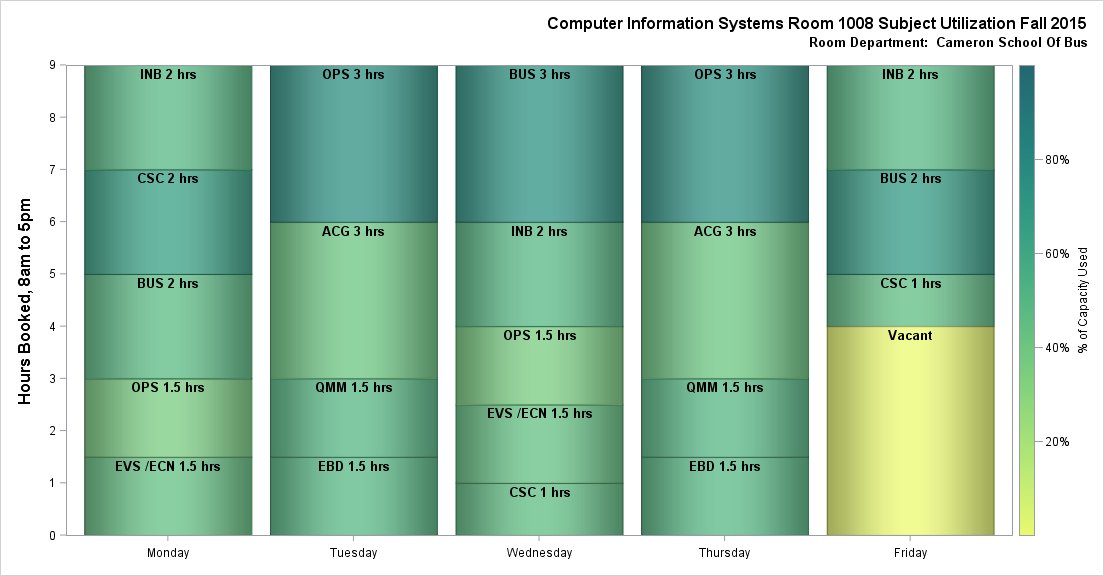 Computer Information Systems Room 1008 Subject Utilization Fall 2015
Room Department:  Cameron School Of Bus
Hours Booked, 8am to 5pm
9
8
7
6
5
4
3
2
1
0
INB 2 hrs
CSC 2 hrs
BUS 2 hrs
OPS 1.5 hrs
EVS /ECN 1.5 hrs
OPS 3 hrs
ACG 3 hrs
QMM 1.5 hrs
EBD 1.5 hrs
BUS 3 hrs
INB 2 hrs
OPS 1.5 hrs
EVS /ECN 1.5 hrs
CSC 1 hrs
OPS 3 hrs
ACG 3 hrs
QMM 1.5 hrs
EBD 1.5 hrs
INB 2 hrs
BUS 2 hrs
CSC 1 hrs
Vacant
Monday
Tuesday
Wednesday
Thursday
Friday
80%
60%
40%
20%
% of Capacity Used